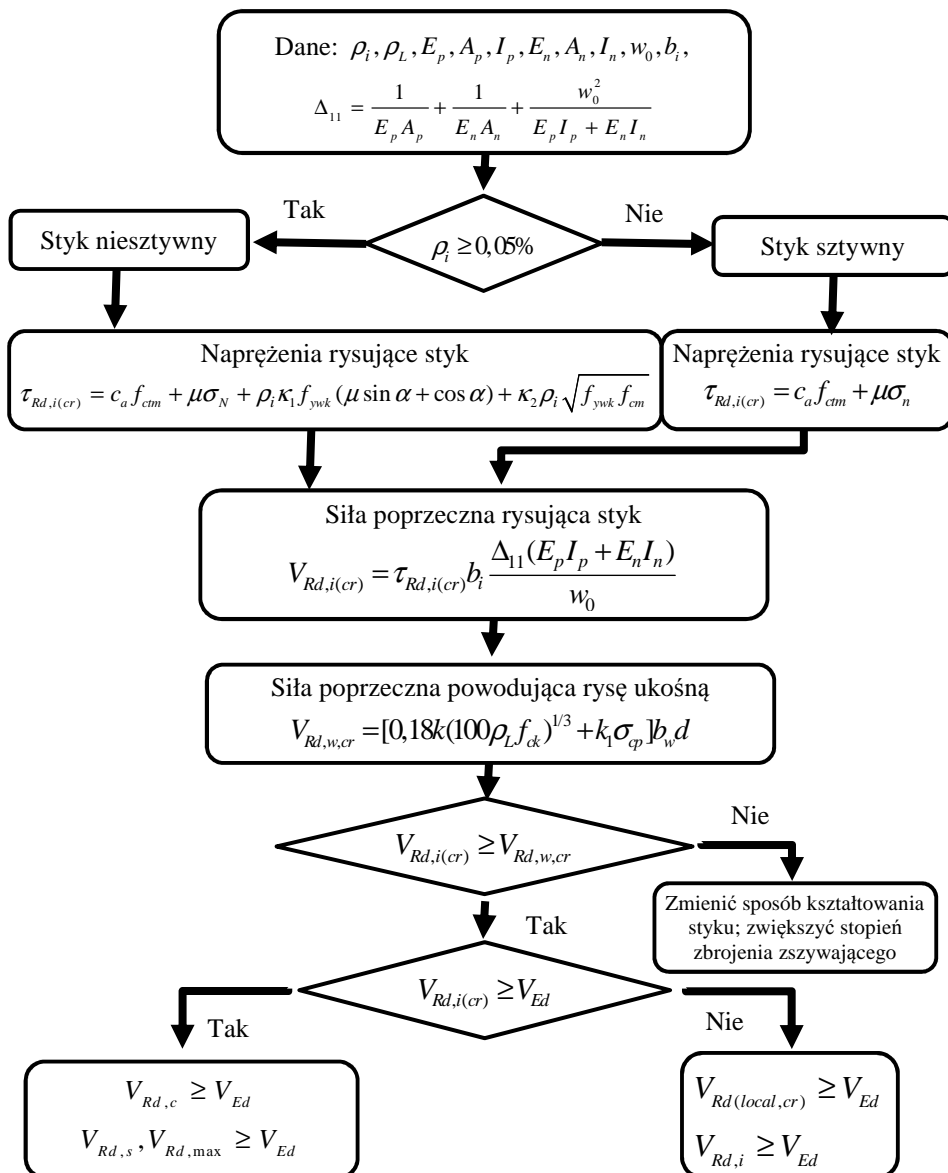 Dane: ρ_i, ρ_L, E_p, A_p, I_p, E_n, A_n, I_n, w_0, b_i,
Δ_11 = 1/(E_p A_p) + 1/(E_n A_n) + w_0^2/(E_p I_p + E_n I_n)
Tak
Nie
Styk niesztywny
ρ_i ≥ 0,05%
Styk sztywny
Naprężenia rysujące styk
τ_Rd,i(cr) = c_a f_ctm + μσ_N + ρ_i κ_1 f_ywk (μ sin α + cos α) + κ_2 ρ_i √(f_ywk f_cm)
Naprężenia rysujące styk
τ_Rd,i(cr) = c_a f_ctm + μσ_n
Siła poprzeczna rysująca styk
V_Rd,i(cr) = τ_Rd,i(cr) b_i Δ_11(E_p I_p + E_n I_n)/w_0
Siła poprzeczna powodująca rysę ukośną
V_Rd,w,cr = [0,18k(100ρ_L f_ck)^1/3 + k_1 σ_cp] b_w d
Nie
V_Rd,i(cr) ≥ V_Rd,w,cr
Zmienić sposób kształtowania
styku; zwiększyć stopień
zbrojenia zszywającego
Tak
V_Rd,i(cr) ≥ V_Ed
Tak
Nie
V_Rd,c ≥ V_Ed
V_Rd,s, V_Rd,max ≥ V_Ed
V_Rd(local,cr) ≥ V_Ed
V_Rd,i ≥ V_Ed